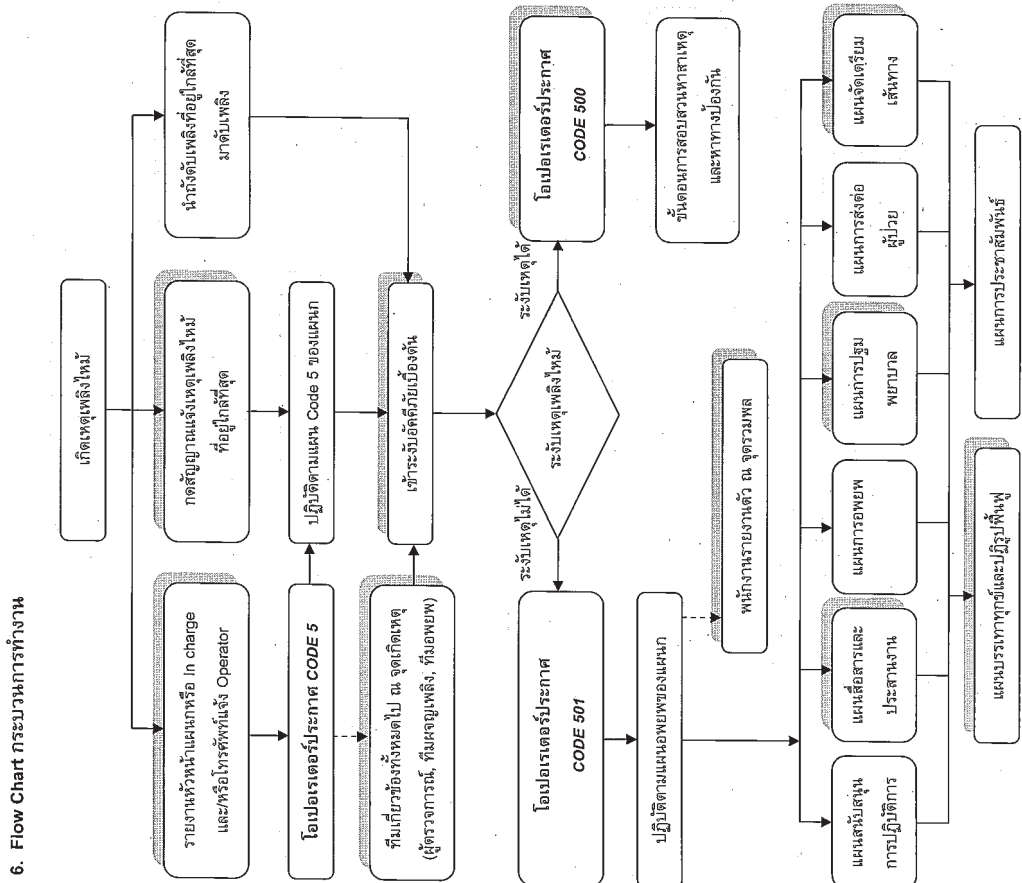 6. Flow Chart กระบวนการทำงาน
เกิดเหตุเพลิงไหม้
รายงานหัวหน้าแผนกหรือ In charge
และ/หรือโทรศัพท์แจ้ง Operator
กดสัญญาณแจ้งเหตุเพลิงไหม้
ที่อยู่ใกล้ที่สุด
นำถังดับเพลิงที่อยู่ใกล้ที่สุด
มาดับเพลิง
โอเปอเรเตอร์ประกาศ CODE 5
ปฏิบัติตามแผน Code 5 ของแผนก
ทีมเกี่ยวข้องทั้งหมดไป ณ จุดเกิดเหตุ
(ผู้ตรวจการณ์, ทีมผจญเพลิง, ทีมอพยพ)
เข้าระงับอัคคีภัยเบื้องต้น
ระงับเหตุไม่ได้
ระงับเหตุเพลิงไหม้
ระงับเหตุได้
โอเปอเรเตอร์ประกาศ
CODE 501
โอเปอเรเตอร์ประกาศ
CODE 500
ปฏิบัติตามแผนอพยพของแผนก
พนักงานรายงานตัว ณ จุดรวมพล
ขั้นตอนการสอบสวนหาสาเหตุ
และหาทางป้องกัน
แผนสนับสนุน
การปฏิบัติการ
แผนสื่อสารและ
ประสานงาน
แผนการอพยพ
แผนการปฐม
พยาบาล
แผนการส่งต่อ
ผู้ป่วย
แผนจัดเตรียม
เส้นทาง
แผนบรรเทาทุกข์และปฏิรูปฟื้นฟู
แผนการประชาสัมพันธ์